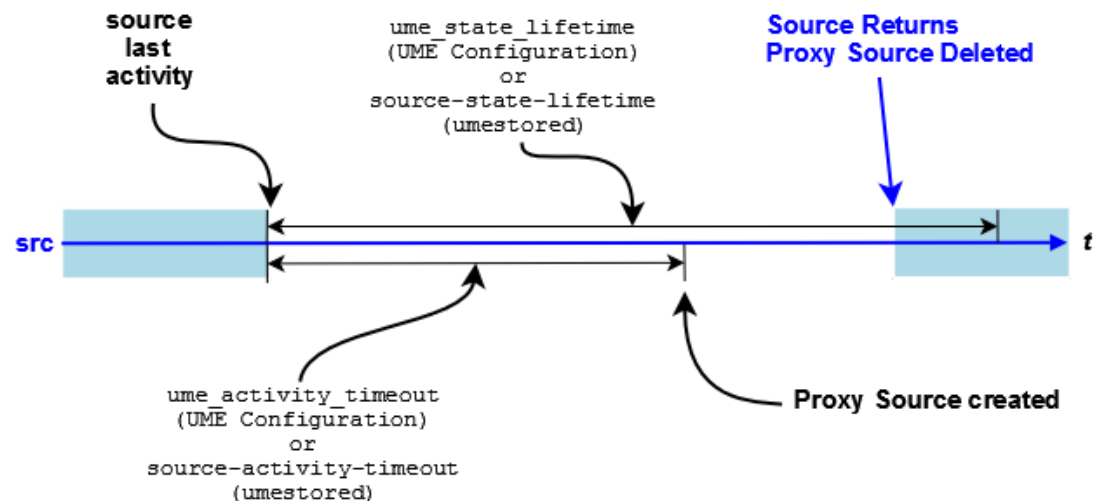 source
last
activity
ume_state_lifetime
(UME Configuration)
or
source-state-lifetime
(umestored)
Source Returns
Proxy Source Deleted
src
t
ume_activity_timeout
(UME Configuration)
or
source-activity-timeout
(umestored)
Proxy Source created